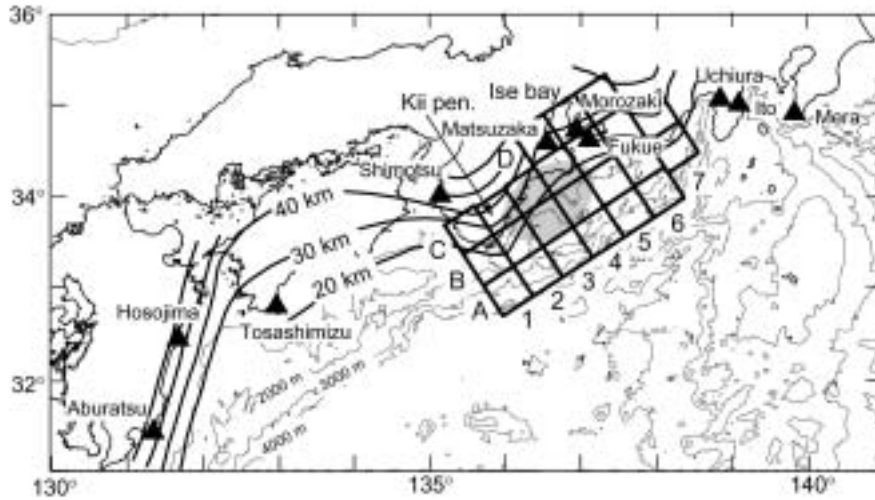 36°
Uchiura
Ise bay
Morozaki
Kii pen.
Ito
Matsuzaka
Mera
D
Fukue
Shimotsu
34°
7
40 km
6
C
5
30 km
4
B
3
20 km
2
A
1
Hosojima
Tosashimizu
2000 m
3000 m
32°
Aburatsu
4000 m
130°
135°
140°